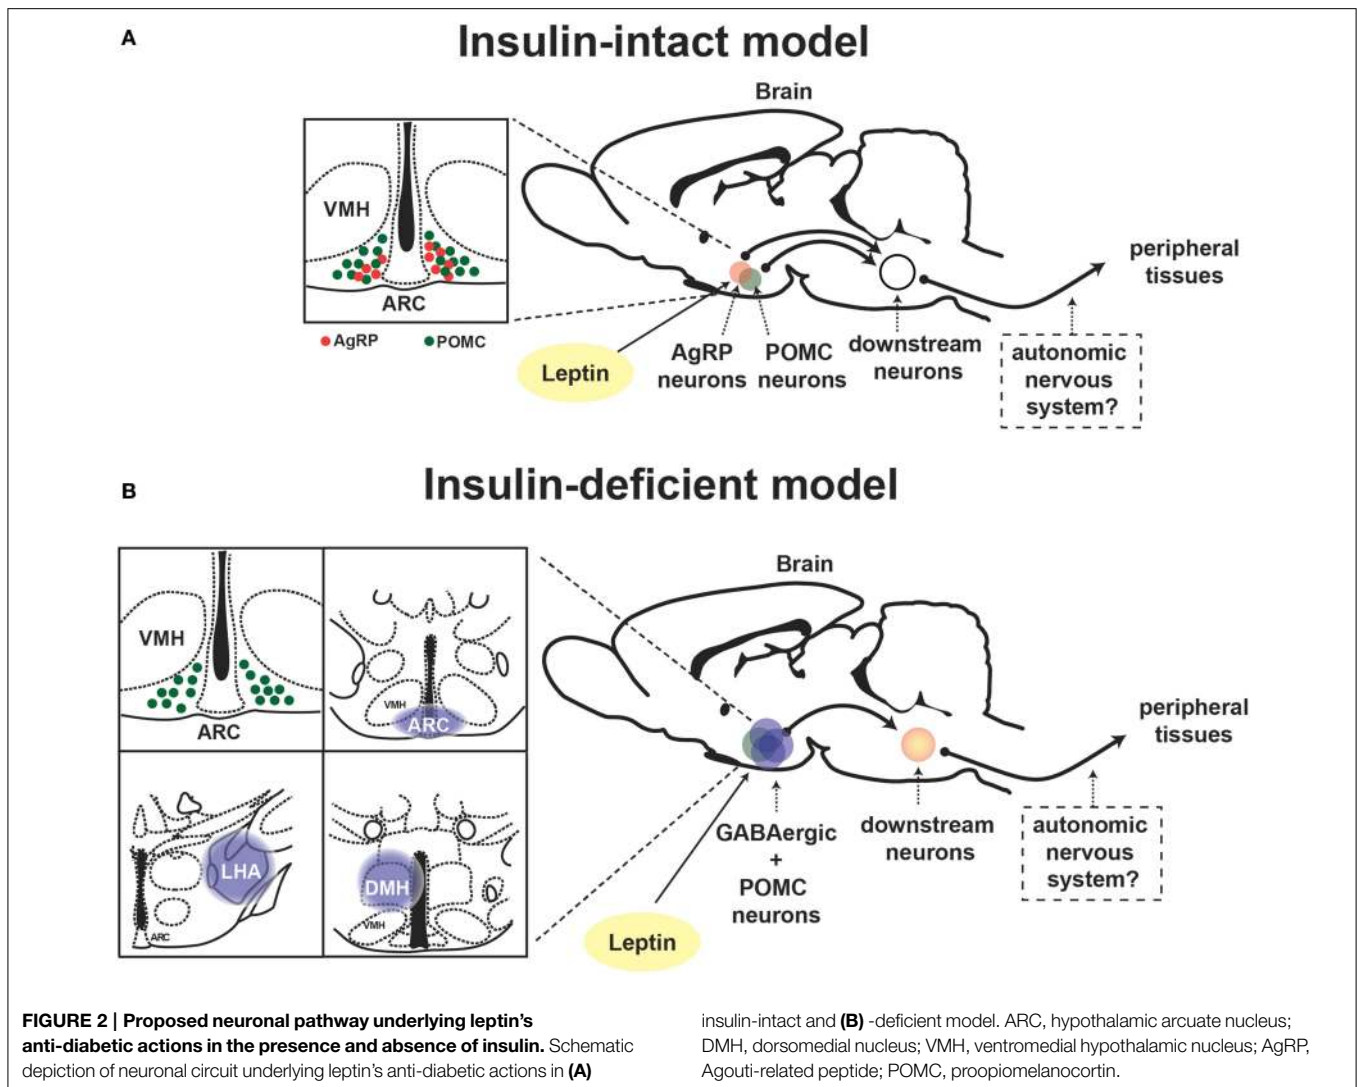 A
Insulin-intact model
Brain
VMH
ARC
AgRP
POMC
Leptin
AgRP
neurons
POMC
neurons
downstream
neurons
peripheral
tissues
autonomic
nervous
system?
B
Insulin-deficient model
Brain
VMH
ARC
VMH
ARC
LHA
ARC
DMH
VMH
Leptin
GABAergic
+
POMC
neurons
downstream
neurons
peripheral
tissues
autonomic
nervous
system?
FIGURE 2 | Proposed neuronal pathway underlying leptin’s
anti-diabetic actions in the presence and absence of insulin. Schematic
depiction of neuronal circuit underlying leptin’s anti-diabetic actions in (A)
insulin-intact and (B) -deficient model. ARC, hypothalamic arcuate nucleus;
DMH, dorsomedial nucleus; VMH, ventromedial hypothalamic nucleus; AgRP,
Agouti-related peptide; POMC, proopiomelanocortin.